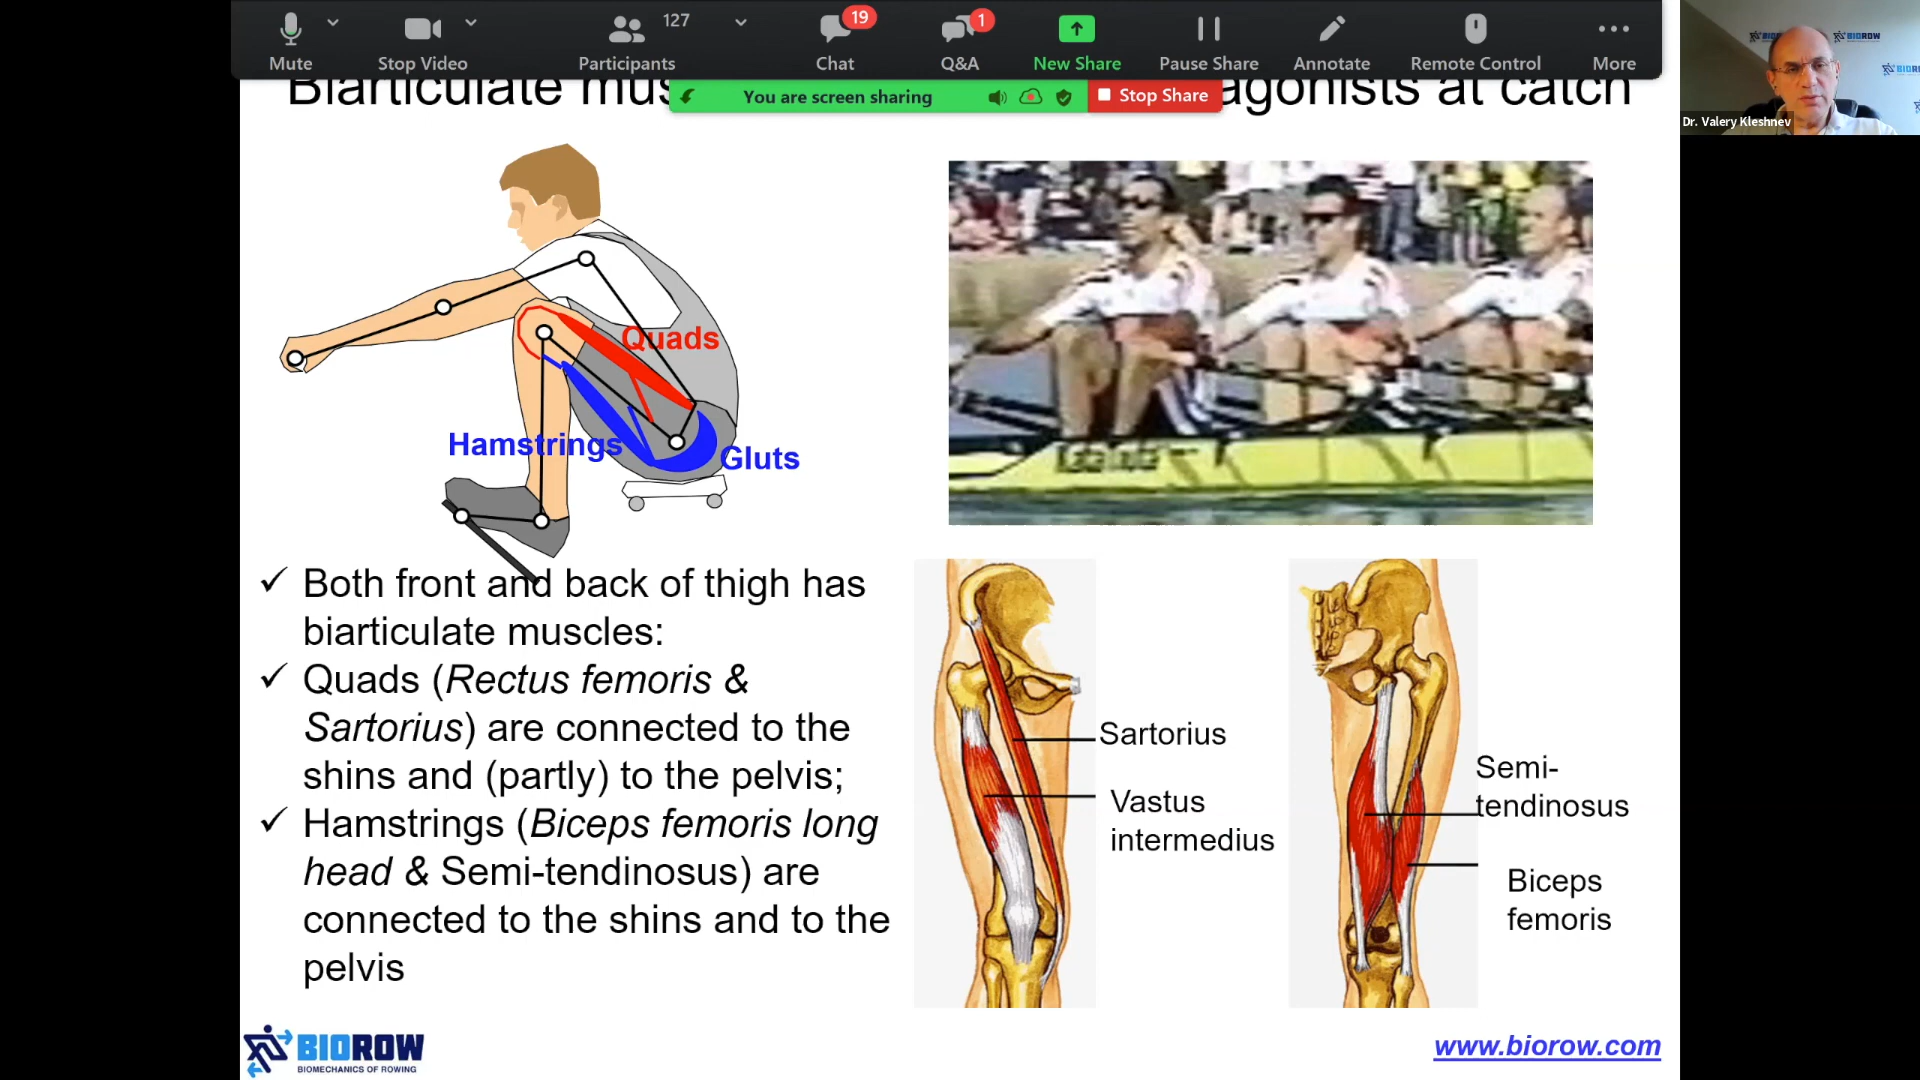 127
19
1
Mute
Stop Video
Participants
Chat
Q&A
New Share
Pause Share
Annotate
Remote Control
More
You are screen sharing
Stop Share
Biarticulate mus
agonists at catch
BIOROW
Dr. Valery Kleshnev
Quads
Hamstrings
Gluts
✓ Both front and back of thigh has
biarticulate muscles:
✓ Quads (Rectus femoris &
Sartorius) are connected to the
shins and (partly) to the pelvis;
✓ Hamstrings (Biceps femoris long
head & Semi-tendinosus) are
connected to the shins and to the
pelvis
Sartorius
Vastus
intermedius
Semi-
tendinosus
Biceps
femoris
BIOROW
BIOMECHANICS OF ROWING
www.biorow.com